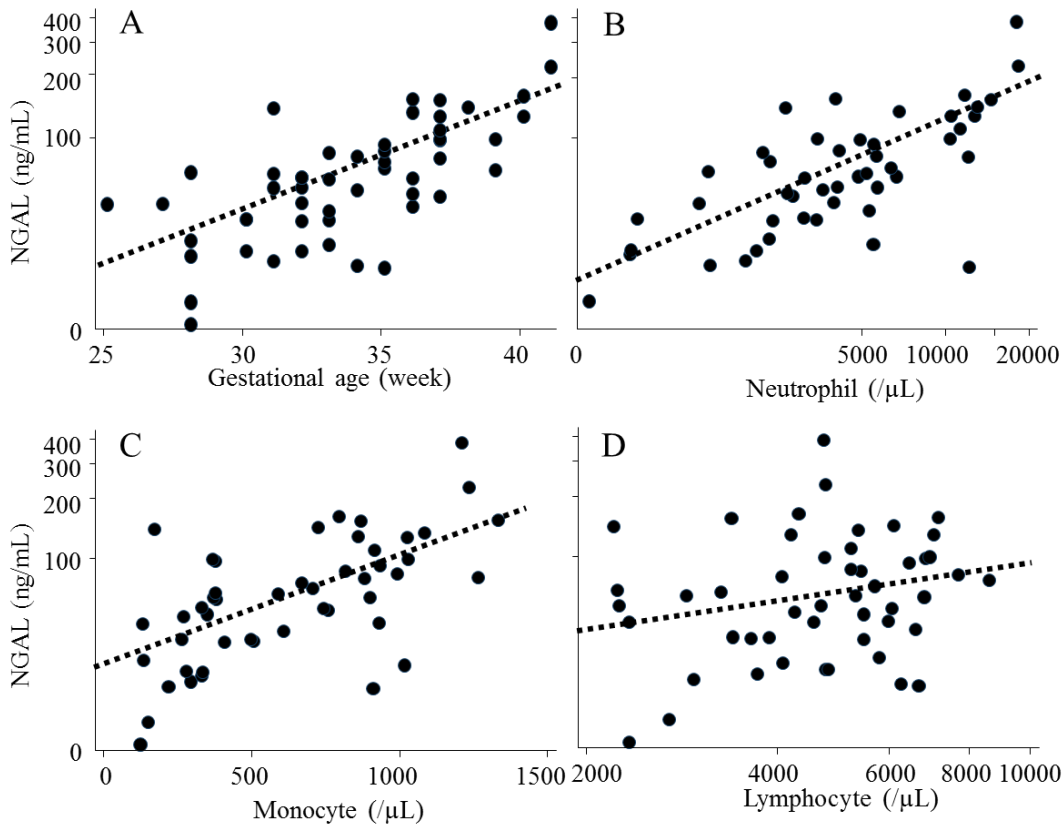 A
400
300
200
100
0
NGAL (ng/mL)
25 30 35 40
Gestational age (week)
B
0 5000 10000 20000
Neutrophil (/µL)
C
400
300
200
100
0
NGAL (ng/mL)
0 500 1000 1500
Monocyte (/µL)
D
2000 4000 6000 8000 10000
Lymphocyte (/µL)